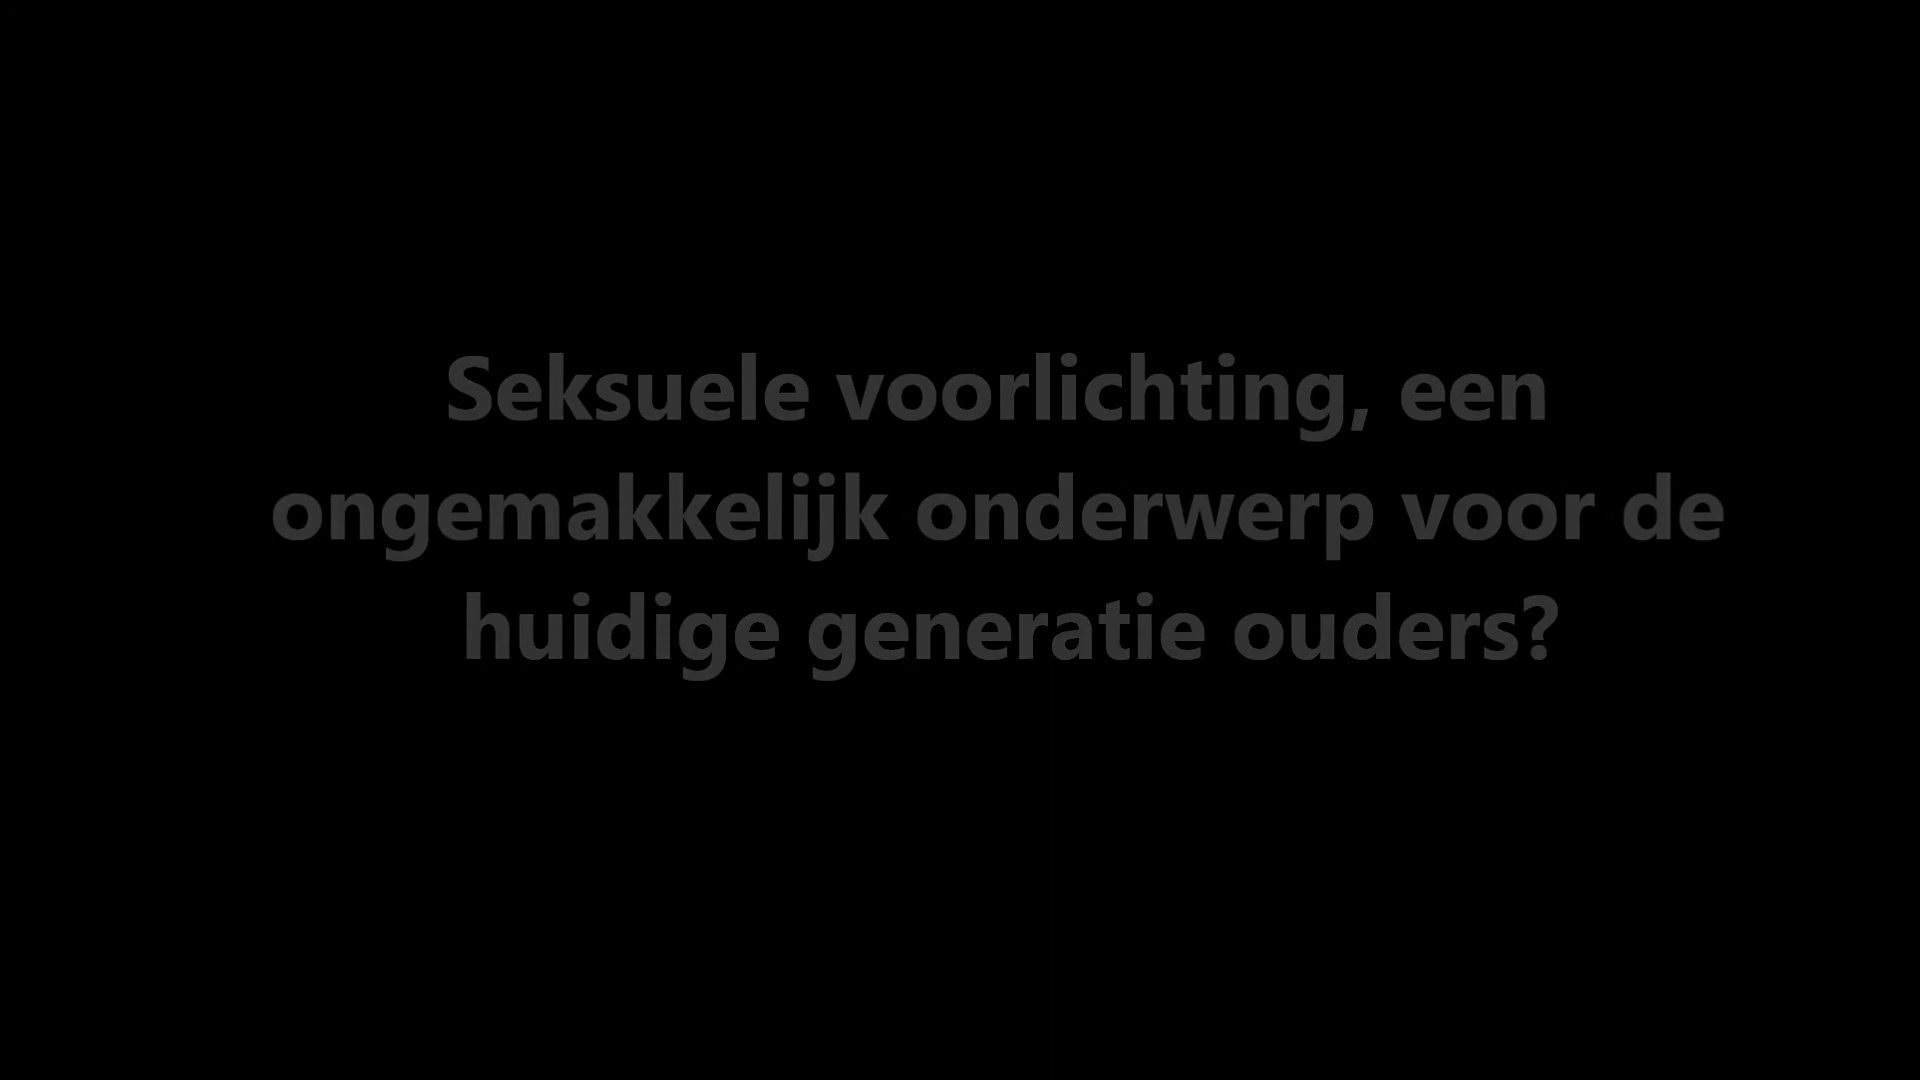 Seksuele voorlichting, een
ongemakkelijk onderwerp voor de
huidige generatie ouders?